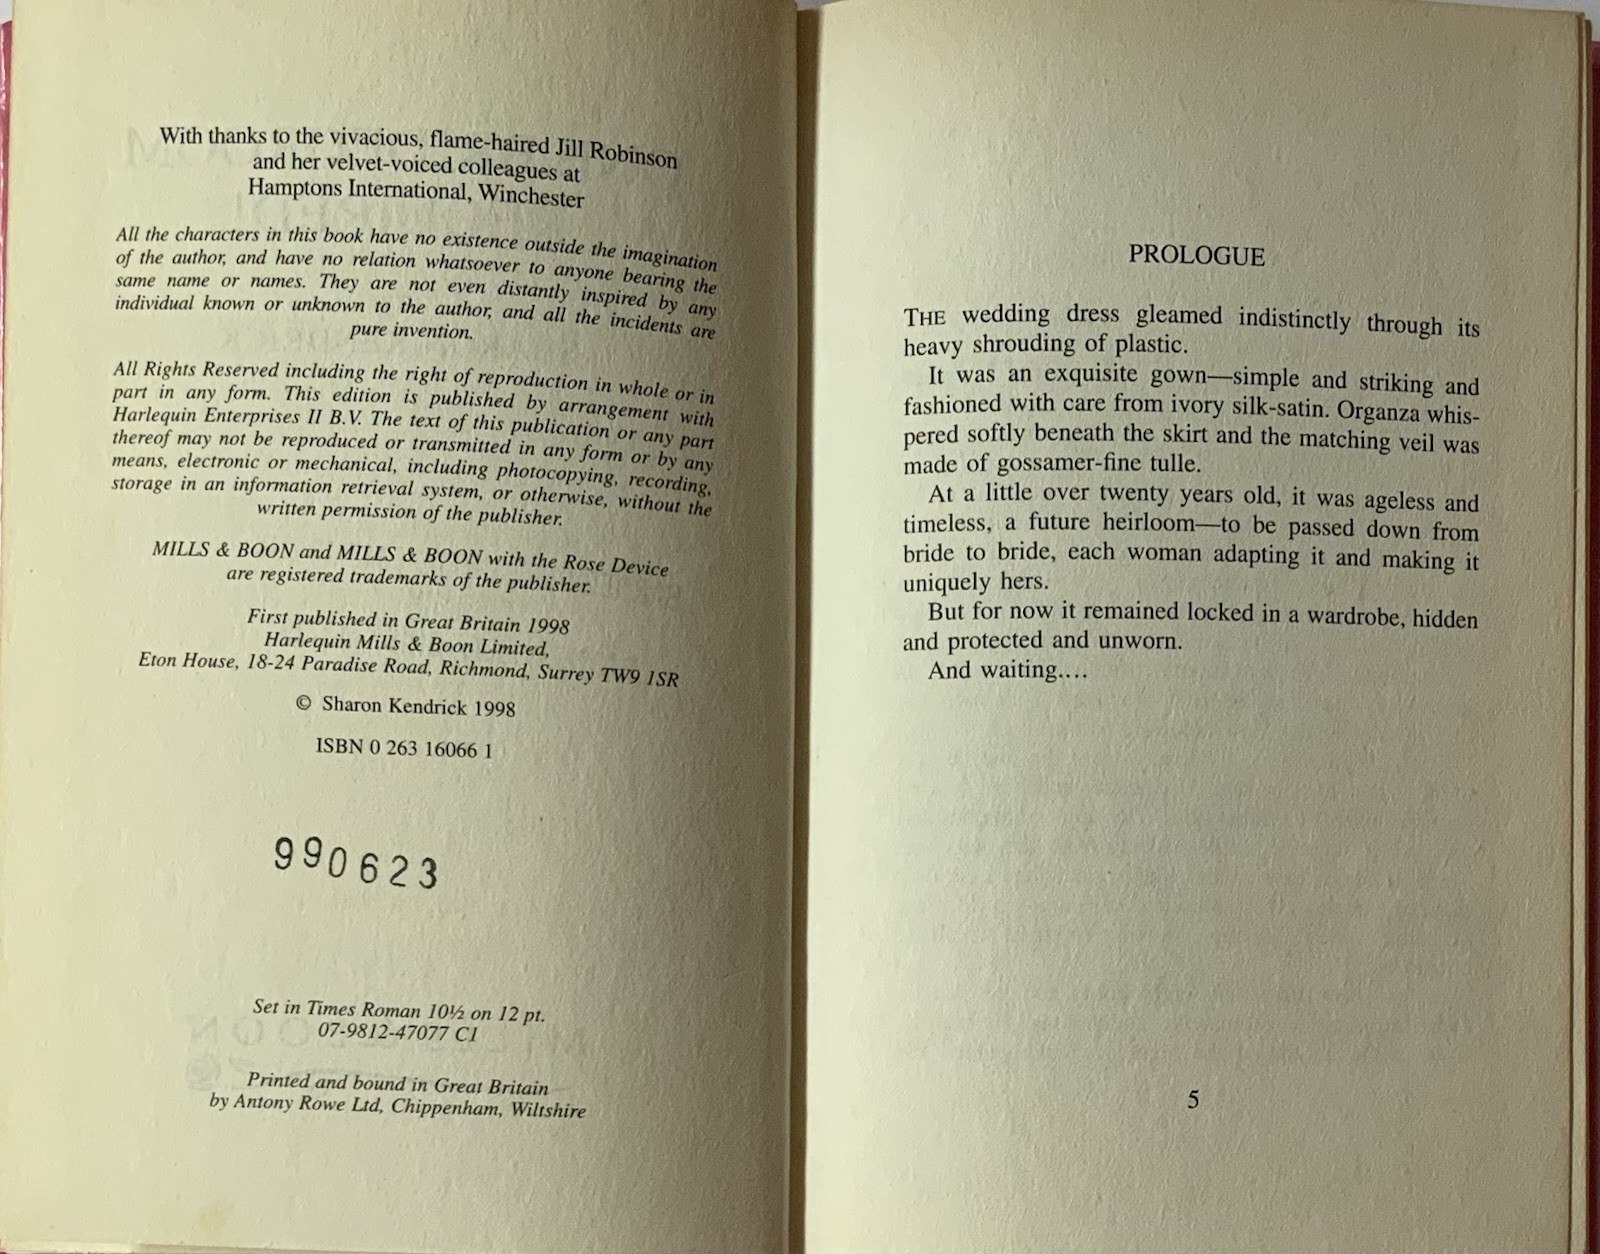 With thanks to the vivacious, flame-haired Jill Robinson
and her velvet-voiced colleagues at
Hamptons International, Winchester
All the characters in this book have no existence outside the imagination
of the author, and have no relation whatsoever to anyone bearing the
same name or names. They are not even distantly inspired by any
individual known or unknown to the author, and all the incidents are
pure invention.
All Rights Reserved including the right of reproduction in whole or in
part in any form. This edition is published by arrangement with
Harlequin Enterprises II B.V. The text of this publication or any part
thereof may not be reproduced or transmitted in any form or by any
means, electronic or mechanical, including photocopying, recording,
storage in an information retrieval system, or otherwise, without the
written permission of the publisher.
MILLS & BOON and MILLS & BOON with the Rose Device
are registered trademarks of the publisher.
First published in Great Britain 1998
Harlequin Mills & Boon Limited,
Eton House, 18-24 Paradise Road, Richmond, Surrey TW9 1SR
© Sharon Kendrick 1998
ISBN 0 263 16066 1
990623
Set in Times Roman 10½ on 12 pt.
07-9812-47077 C1
Printed and bound in Great Britain
by Antony Rowe Ltd, Chippenham, Wiltshire
PROLOGUE
THE wedding dress gleamed indistinctly through its
heavy shrouding of plastic.
It was an exquisite gown—simple and striking and
fashioned with care from ivory silk-satin. Organza whis-
pered softly beneath the skirt and the matching veil was
made of gossamer-fine tulle.
At a little over twenty years old, it was ageless and
timeless, a future heirloom—to be passed down from
bride to bride, each woman adapting it and making it
uniquely hers.
But for now it remained locked in a wardrobe, hidden
and protected and unworn.
And waiting....
5